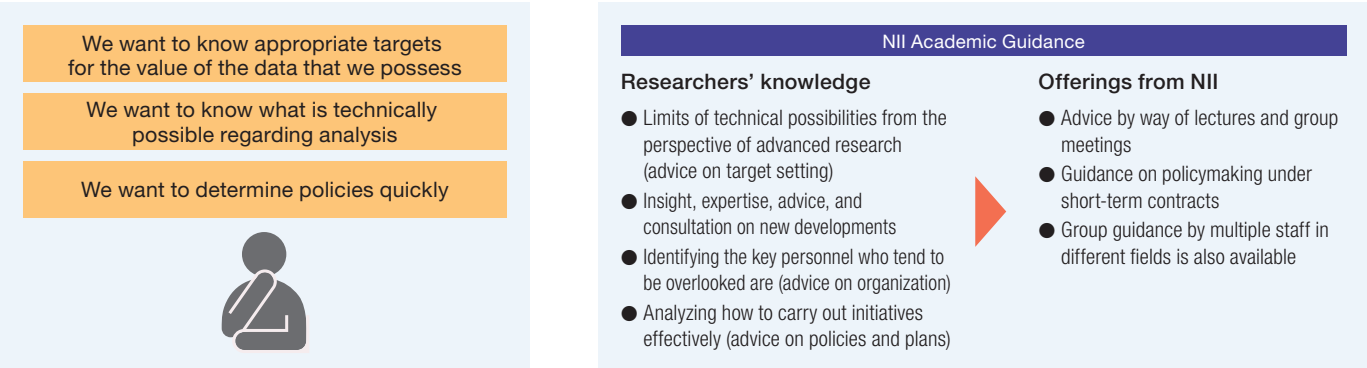 We want to know appropriate targets
for the value of the data that we possess
We want to know what is technically
possible regarding analysis
We want to determine policies quickly
NII Academic Guidance
Researchers’ knowledge
● Limits of technical possibilities from the
perspective of advanced research
(advice on target setting)
● Insight, expertise, advice, and
consultation on new developments
● Identifying the key personnel who tend to
be overlooked are (advice on organization)
● Analyzing how to carry out initiatives
effectively (advice on policies and plans)
Offerings from NII
● Advice by way of lectures and group
meetings
● Guidance on policymaking under
short-term contracts
● Group guidance by multiple staff in
different fields is also available